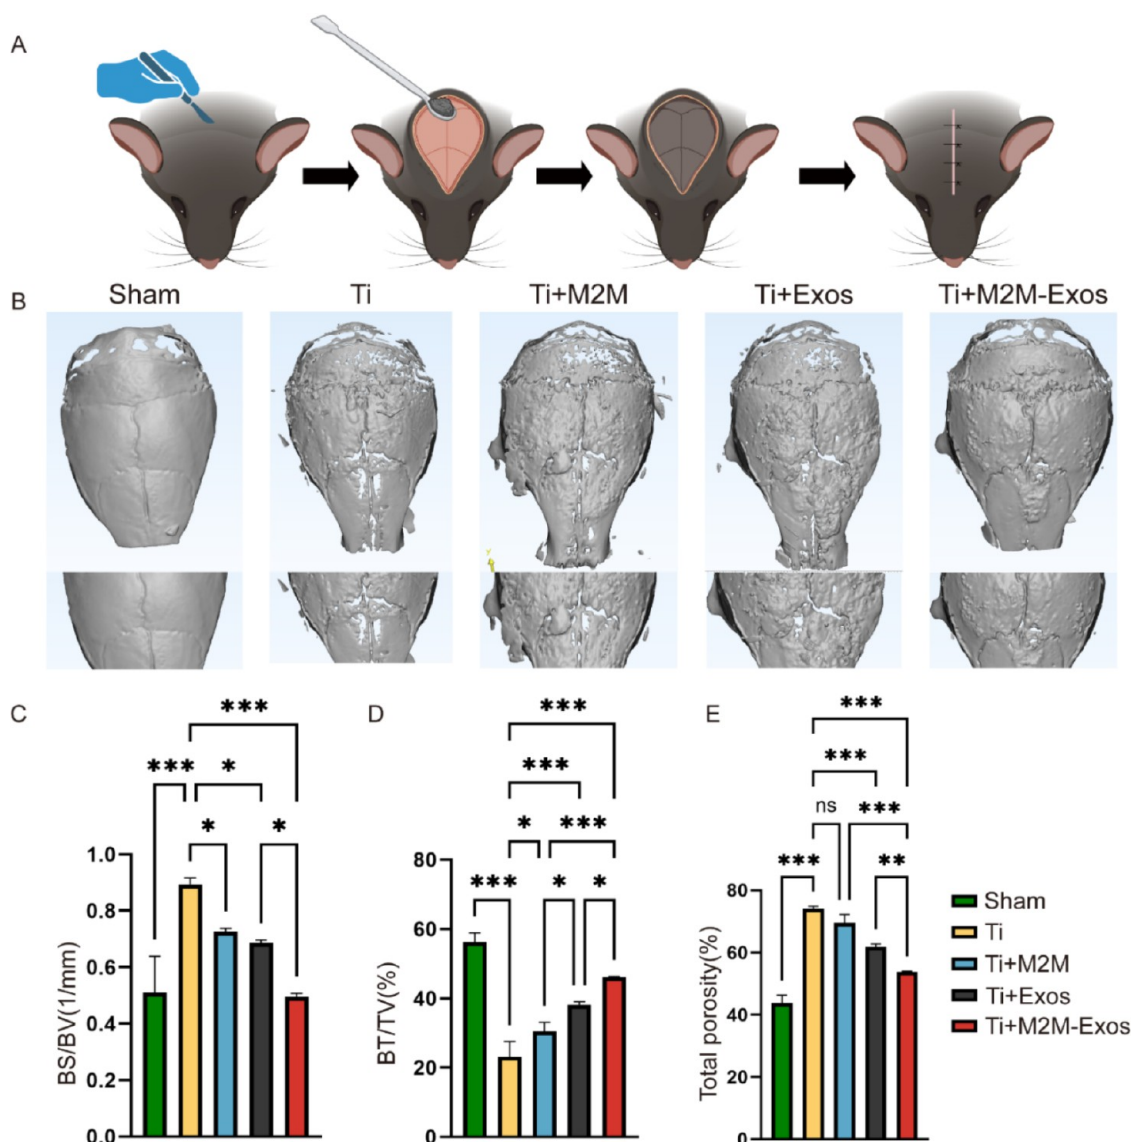 A
B
Sham
Ti
Ti+M2M
Ti+Exos
Ti+M2M-Exos
C
***
***
*
*
*
BS/BV(1/mm)
1.0
0.8
0.6
0.4
0.2
0.0
D
***
***
*
***
***
*
*
BT/TV(%)
80
60
40
20
0
E
***
***
ns
***
***
**
Total porosity(%)
80
60
40
80
0
Sham
Ti
Ti+M2M
Ti+Exos
Ti+M2M-Exos